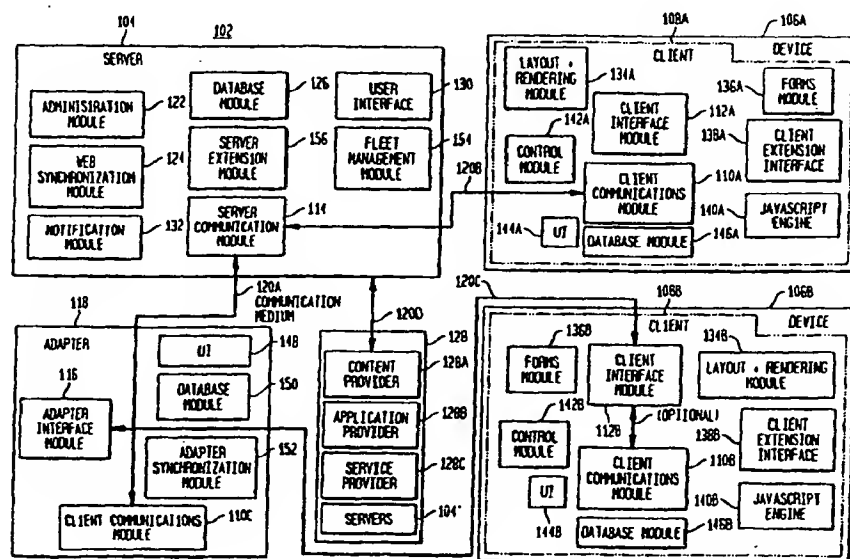 104
102
SERVER
ADMINISTRATION
MODULE
122
DATABASE
MODULE
126
USER
INTERFACE
130
WEB
SYNCHRONIZATION
MODULE
124
SERVER
EXTENSION
MODULE
156
FLEET
MANAGEMENT
MODULE
154
NOTIFICATION
MODULE
132
SERVER
COMMUNICATION
MODULE
114
120B
108A
106A
CLIENT
DEVICE
LAYOUT + RENDERING
MODULE
134A
136A
FORMS
MODULE
142A
CLIENT
INTERFACE
MODULE
112A
138A
CONTROL
MODULE
CLIENT
EXTENSION
INTERFACE
CLIENT
COMMUNICATIONS
MODULE
110A
140A
JAVASCRIPT
ENGINE
144A
UI
DATABASE MODULE
146A
120A
COMMUNICATION
MEDIUM
120D
120C
118
ADAPTER
UI
148
DATABASE
MODULE
150
116
ADAPTER
INTERFACE
MODULE
ADAPTER
SYNCHRONIZATION
MODULE
152
CLIENT COMMUNICATIONS
MODULE
110C
128
CONTENT
PROVIDER
128A
APPLICATION
PROVIDER
128B
SERVICE
PROVIDER
128C
SERVERS
104'
108B
106B
CLIENT
DEVICE
136B
FORMS
MODULE
CLIENT
INTERFACE
MODULE
134B
LAYOUT + RENDERING
MODULE
142B
112B
(OPTIONAL)
138B
CONTROL
MODULE
CLIENT
EXTENSION
INTERFACE
CLIENT
COMMUNICATIONS
MODULE
110B
140B
JAVASCRIPT
ENGINE
UI
144B
DATABASE MODULE
146B